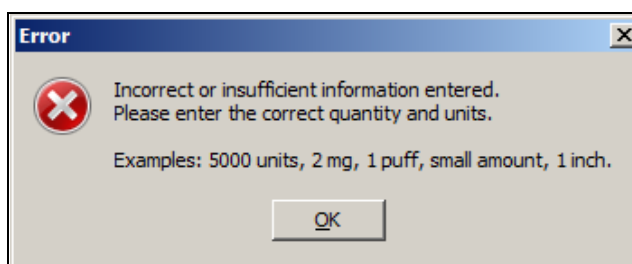 Error
Incorrect or insufficient information entered.
Please enter the correct quantity and units.
Examples: 5000 units, 2 mg, 1 puff, small amount, 1 inch.
OK